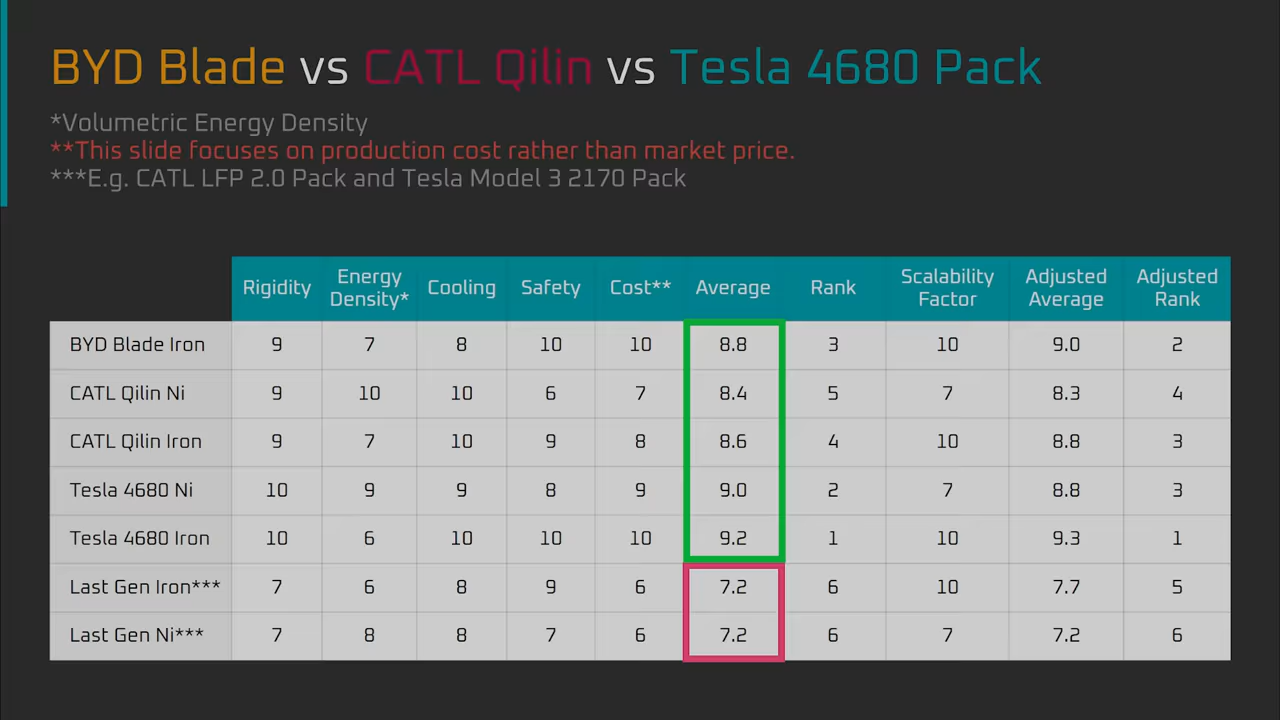 BYD Blade vs CATL Qilin vs Tesla 4680 Pack
*Volumetric Energy Density
**This slide focuses on production cost rather than market price.
***E.g. CATL LFP 2.0 Pack and Tesla Model 3 2170 Pack
Rigidity Energy Density* Cooling Safety Cost** Average Rank Scalability Factor Adjusted Average Adjusted Rank
BYD Blade Iron 9 7 8 10 10 8.8 3 10 9.0 2
CATL Qilin Ni 9 10 10 6 7 8.4 5 7 8.3 4
CATL Qilin Iron 9 7 10 9 8 8.6 4 10 8.8 3
Tesla 4680 Ni 10 9 9 8 9 9.0 2 7 8.8 3
Tesla 4680 Iron 10 6 10 10 10 9.2 1 10 9.3 1
Last Gen Iron*** 7 6 8 9 6 7.2 6 10 7.7 5
Last Gen Ni*** 7 8 8 7 6 7.2 6 7 7.2 6